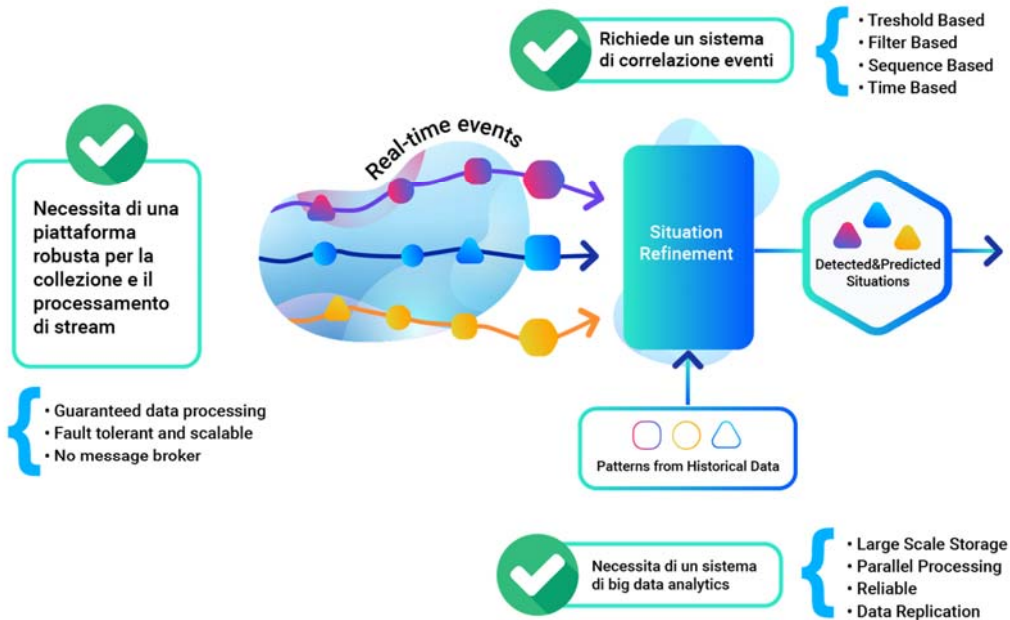 Richiede un sistema
di correlazione eventi
• Treshold Based
• Filter Based
• Sequence Based
• Time Based
Necessita di una
piattaforma
robusta per la
collezione e il
processamento
di stream
• Guaranteed data processing
• Fault tolerant and scalable
• No message broker
Real-time events
Situation
Refinement
Detected&Predicted
Situations
Patterns from Historical Data
Necessita di un sistema
di big data analytics
• Large Scale Storage
• Parallel Processing
• Reliable
• Data Replication